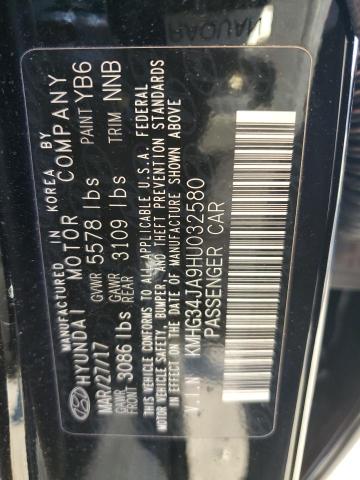 MANUFACTURED IN KOREA BY
HYUNDAI MOTOR COMPANY
MAR/27/17 GVWR 5578 lbs PAINT YB6
GAWR FRONT 3086 lbs GAWR REAR 3109 lbs TRIM NNB
THIS VEHICLE CONFORMS TO ALL APPLICABLE U.S.A. FEDERAL
MOTOR VEHICLE SAFETY, BUMPER, AND THEFT PREVENTION STANDARDS
IN EFFECT ON THE DATE OF MANUFACTURE SHOWN ABOVE.
V.I.N KMHG34JA9HU032580
PASSENGER CAR